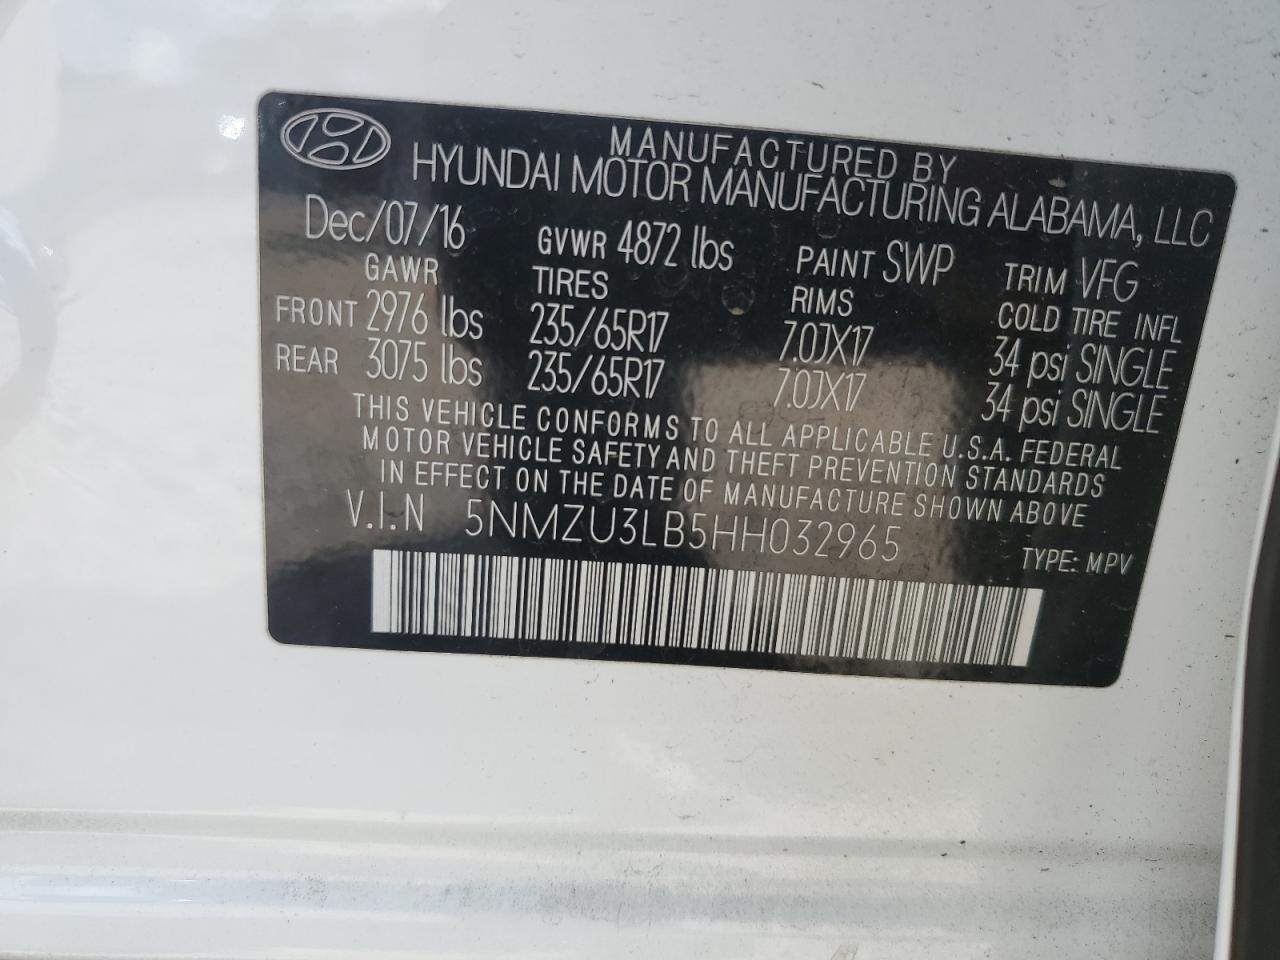 MANUFACTURED BY
HYUNDAI MOTOR MANUFACTURING ALABAMA, LLC
Dec/07/16 GVWR 4872 lbs PAINT SWP TRIM VFG
GAWR TIRES RIMS COLD TIRE INFL
FRONT 2976 lbs 235/65R17 7.0JX17 34 psi SINGLE
REAR 3075 lbs 235/65R17 7.0JX17 34 psi SINGLE
THIS VEHICLE CONFORMS TO ALL APPLICABLE U.S.A. FEDERAL
MOTOR VEHICLE SAFETY AND THEFT PREVENTION STANDARDS
IN EFFECT ON THE DATE OF MANUFACTURE SHOWN ABOVE
V.I.N 5NMZU3LB5HH032965 TYPE: MPV